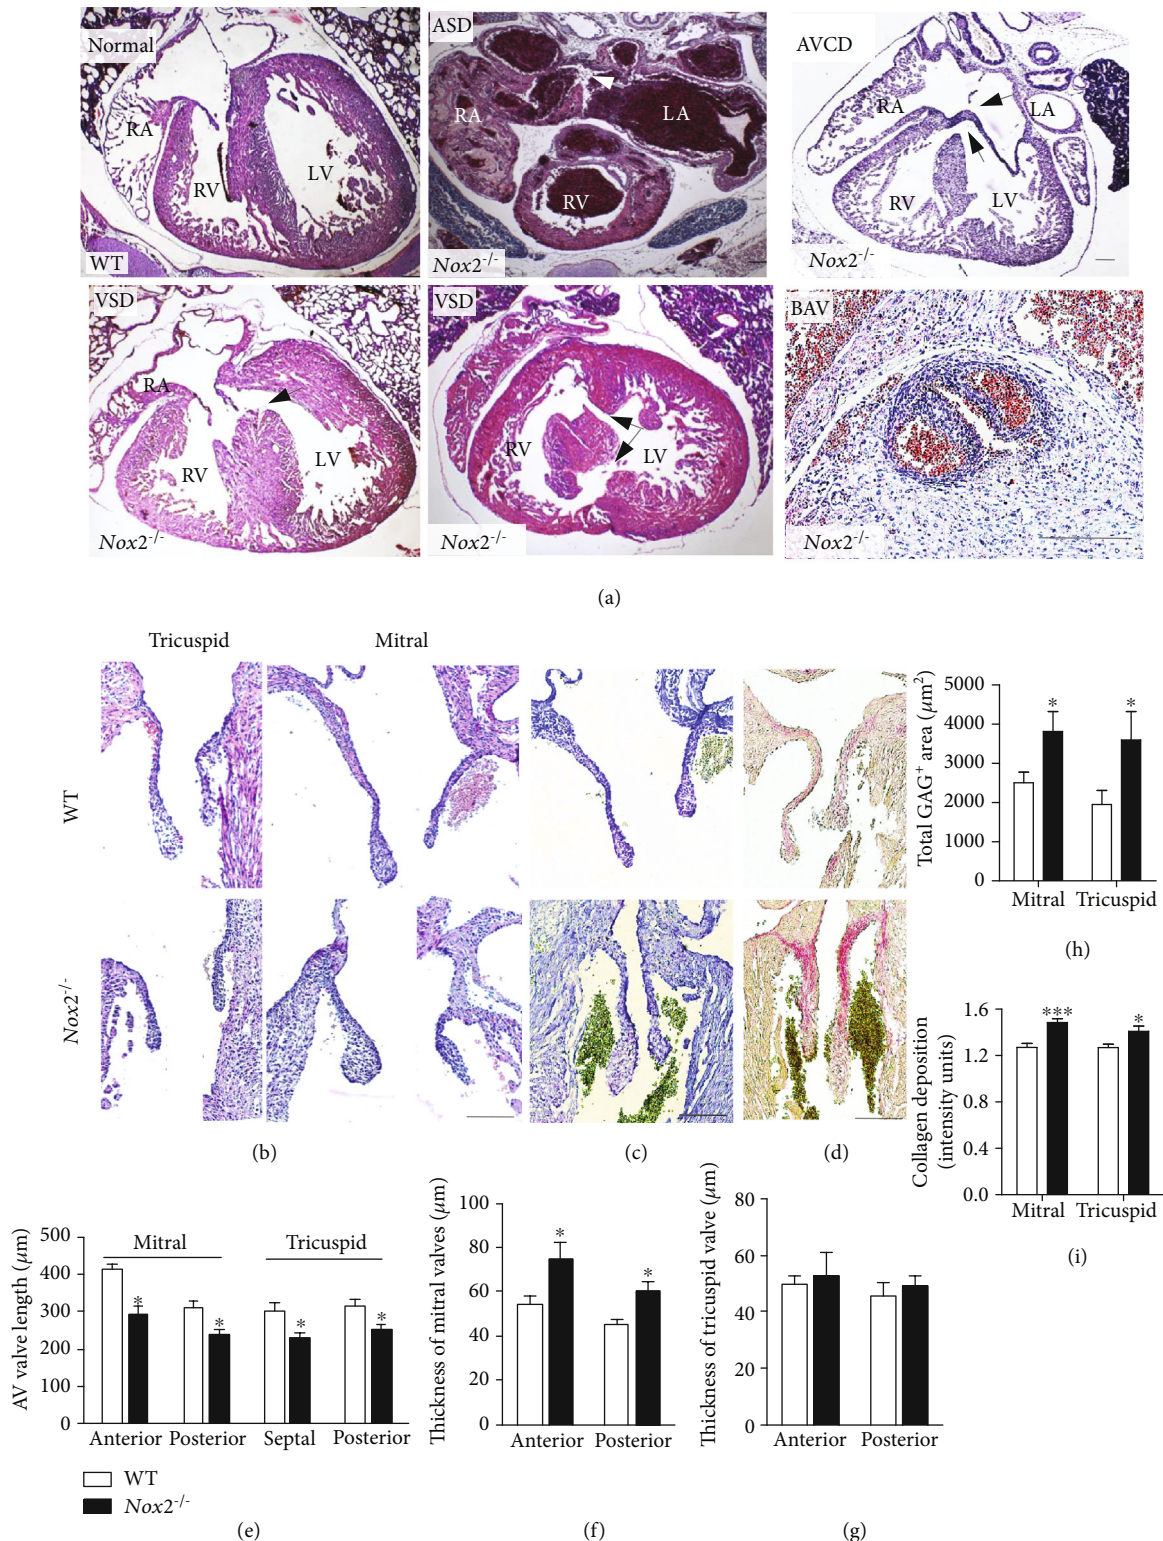 Normal
RA
RV
LV
WT
ASD
RA
LA
RV
Nox2-/-
AVCD
RA
LA
RV
LV
Nox2-/-
VSD
RA
RV
LV
Nox2-/-
VSD
RV
LV
Nox2-/-
BAV
Nox2-/-
(a)
Tricuspid
Mitral
WT
Nox2-/-
(b)
(c)
(d)
Total GAG+ area (μm2)
5000
4000
3000
2000
1000
0
*
*
Mitral
Tricuspid
(h)
Collagen deposition
(intensity units)
1.6
1.2
0.8
0.4
0.0
***
*
Mitral
Tricuspid
(i)
AV valve length (μm)
500
400
300
200
100
0
Mitral
Tricuspid
*
*
*
*
Anterior
Posterior
Septal
Posterior
WT
Nox2-/-
(e)
Thickness of mitral valves (μm)
100
80
60
40
20
0
*
*
Anterior
Posterior
(f)
Thickness of tricuspid valve (μm)
80
60
40
20
0
Anterior
Posterior
(g)